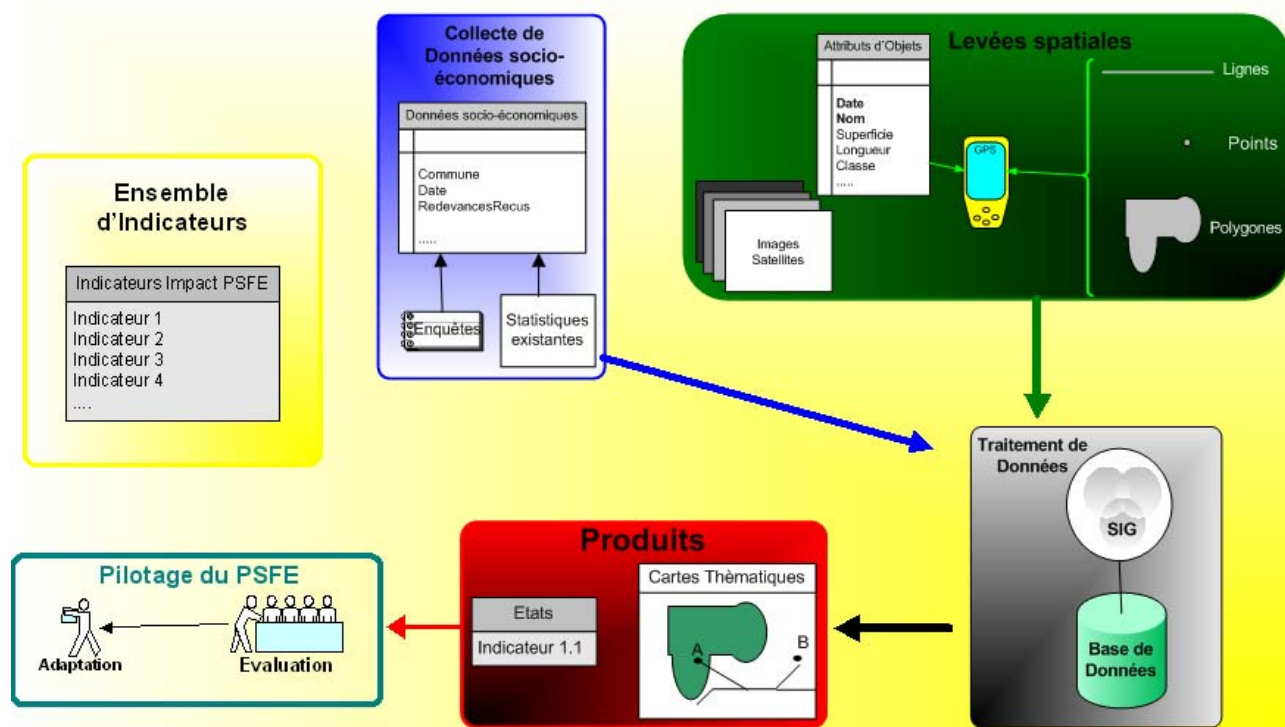 Ensemble
d'Indicateurs
Indicateurs Impact PSFE
Indicateur 1
Indicateur 2
Indicateur 3
Indicateur 4
....
Collecte de
Données socio-
économiques
Données socio-économiques
Commune
Date
RedevancesRecus
.....
Enquêtes
Statistiques
existantes
Levées spatiales
Attributs d'Objets
Date
Nom
Superficie
Longueur
Classe
.....
Images
Satellites
GPS
Lignes
Points
Polygones
Traitement de
Données
SIG
Base de
Données
Produits
Cartes Thèmatiques
A
B
Etats
Indicateur 1.1
Pilotage du PSFE
Adaptation
Evaluation